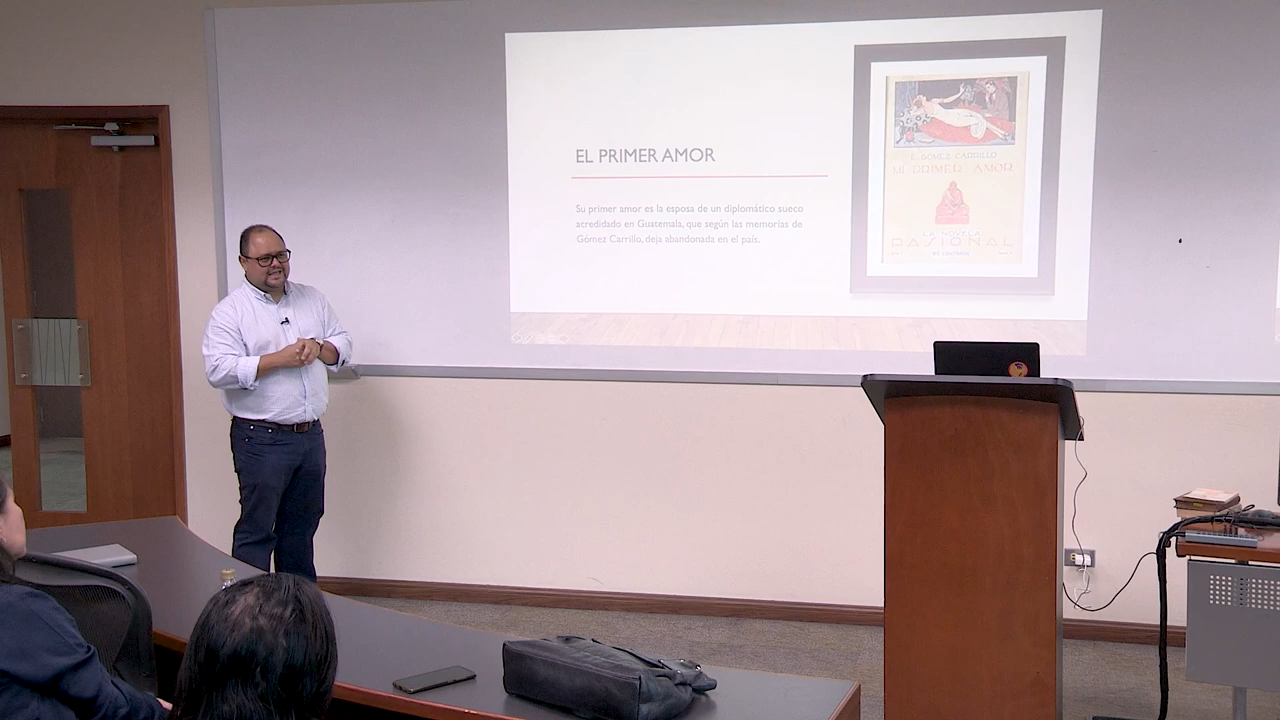 EL PRIMER AMOR
Su primer amor es la esposa de un diplomático sueco
acreditado en Guatemala, que según las memorias de
Gómez Carrillo, deja abandonada en el país.
E. GOMEZ CARRILLO
MI PRIMER AMOR
LA NOVELA
PASIONAL